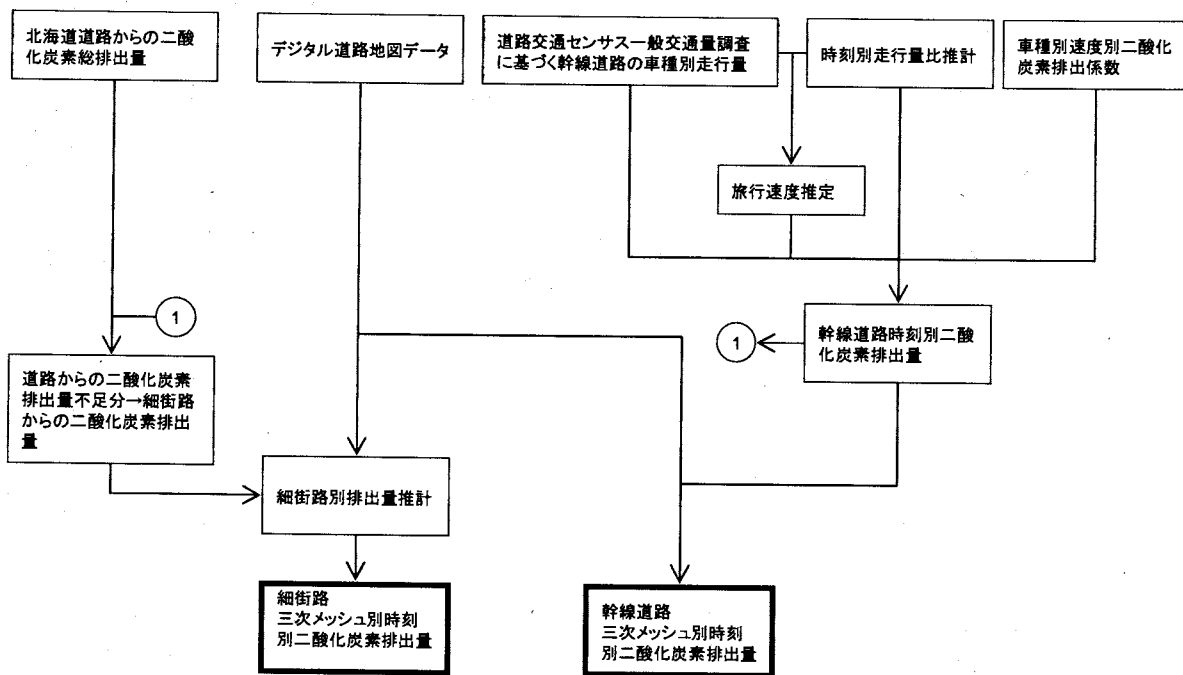 北海道道路からの二酸
化炭素総排出量
デジタル道路地図データ
道路交通センサス一般交通量調査
に基づく幹線道路の車種別走行量
時刻別走行量比推計
車種別速度別二酸化
炭素排出係数
旅行速度推定
1
1
幹線道路時刻別二酸
化炭素排出量
道路からの二酸化炭素
排出量不足分→細街路
からの二酸化炭素排出
量
細街路別排出量推計
細街路
三次メッシュ別時刻
別二酸化炭素排出量
幹線道路
三次メッシュ別時刻
別二酸化炭素排出量